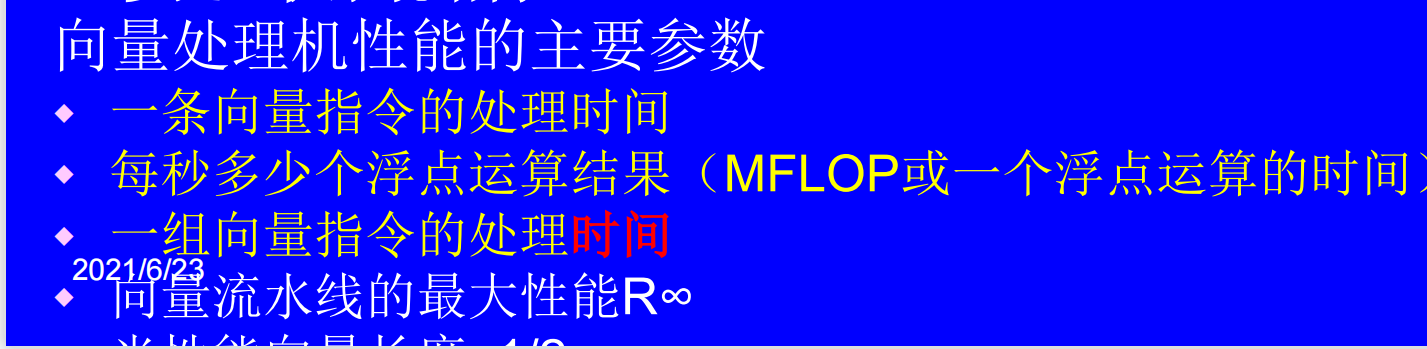 向量处理机性能的主要参数
一条向量指令的处理时间
每秒多少个浮点运算结果（MFLOP或一个浮点运算的时间）
一组向量指令的处理时间
2021/6/23
向量流水线的最大性能R∞